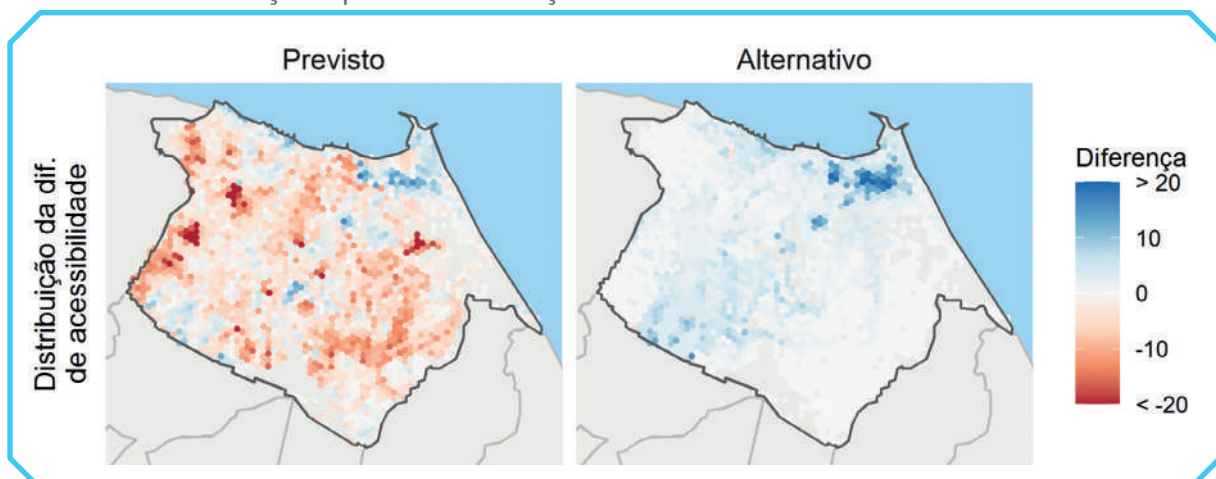 Previsto
Alternativo
Distribuição da dif.
de acessibilidade
Diferença
> 20
10
0
-10
< -20